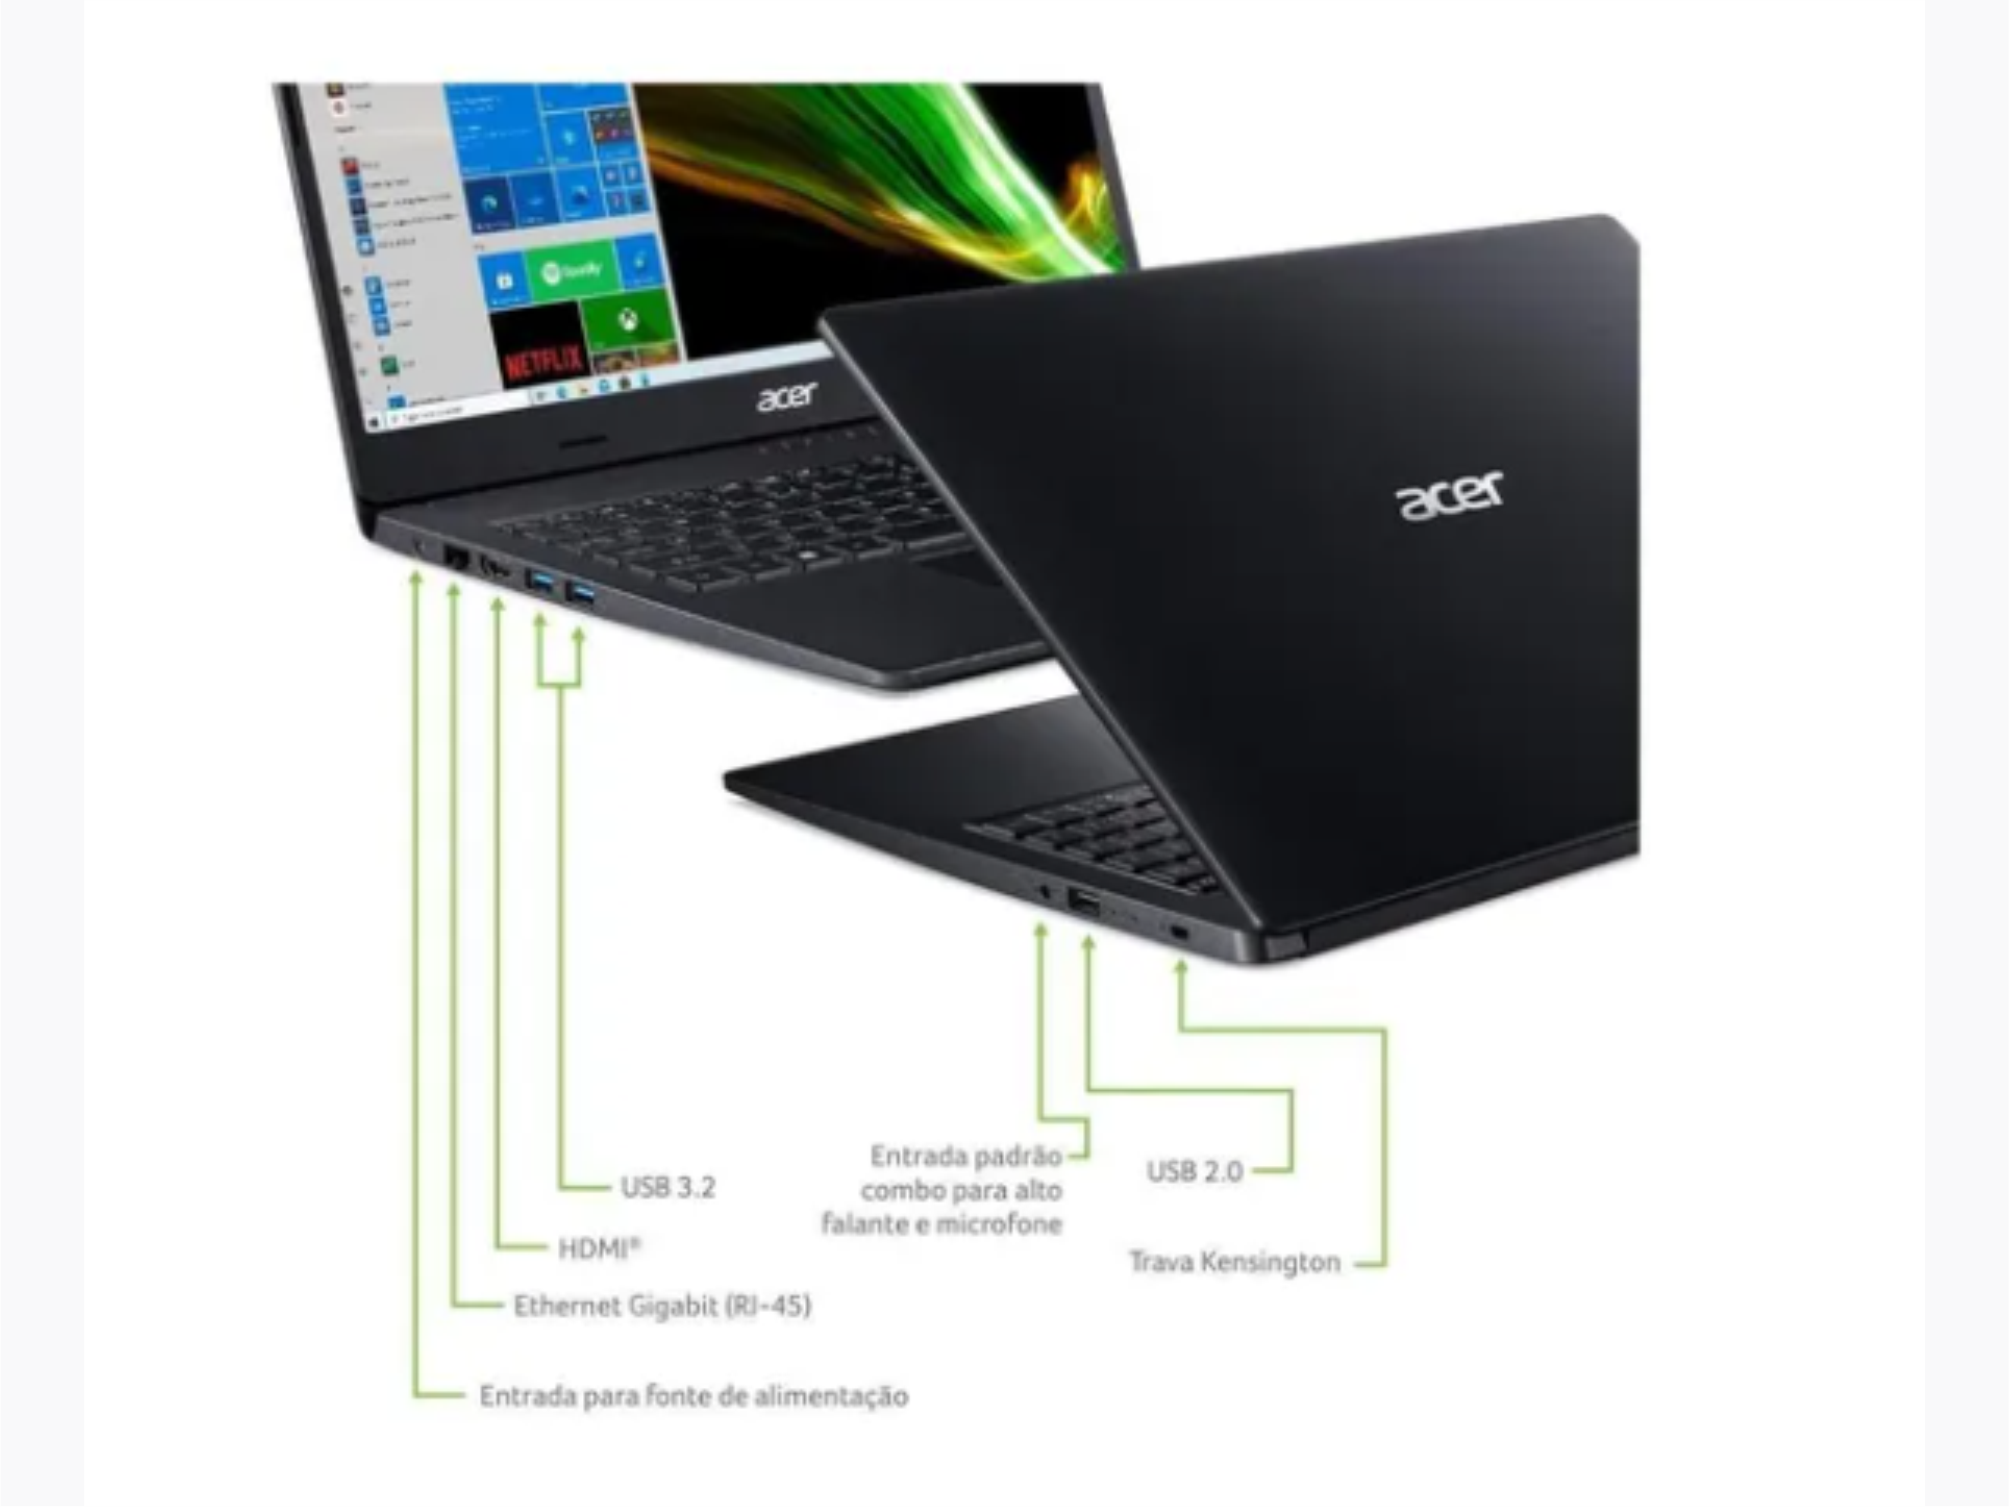 Spotify
NETFLIX
acer
acer
USB 3.2
HDMI®
Ethernet Gigabit (RJ-45)
Entrada para fonte de alimentação
Entrada padrão
combo para alto
falante e microfone
USB 2.0
Trava Kensington